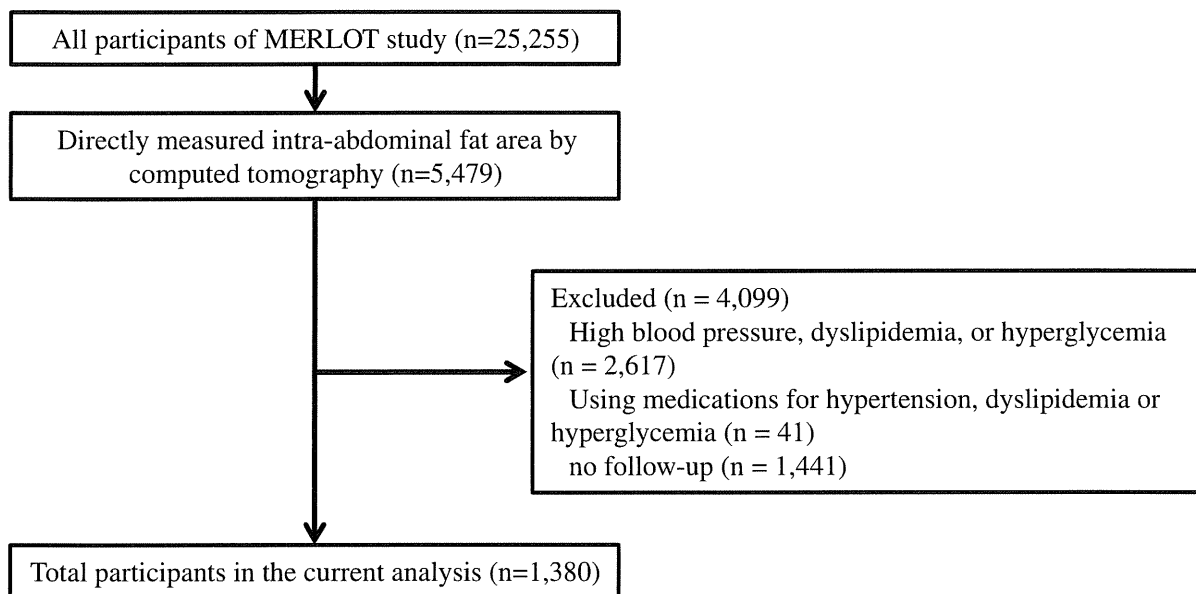 All participants of MERLOT study (n=25,255)
Directly measured intra-abdominal fat area by
computed tomography (n=5,479)
Excluded (n = 4,099)
High blood pressure, dyslipidemia, or hyperglycemia
(n = 2,617)
Using medications for hypertension, dyslipidemia or
hyperglycemia (n = 41)
no follow-up (n = 1,441)
Total participants in the current analysis (n=1,380)